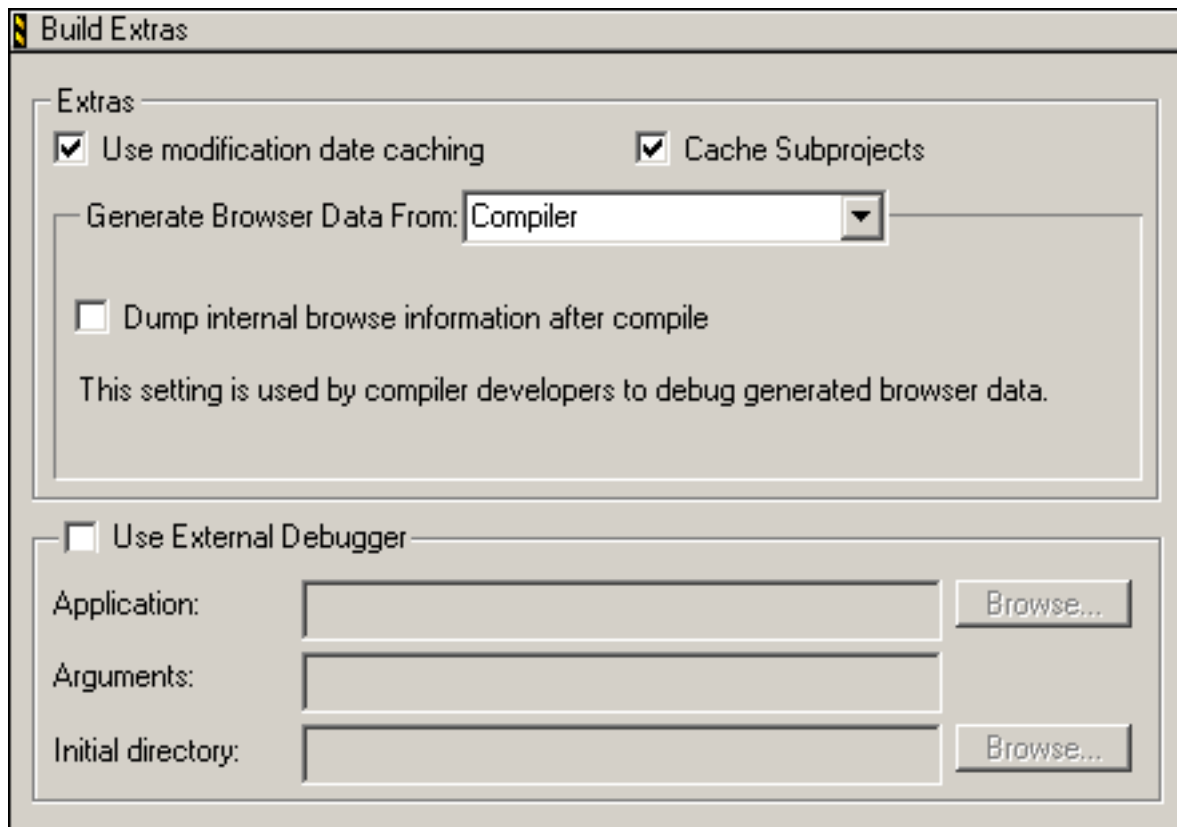 Build Extras
Extras
Use modification date caching Cache Subprojects
Generate Browser Data From: Compiler
Dump internal browse information after compile
This setting is used by compiler developers to debug generated browser data.
Use External Debugger
Application: Browse...
Arguments:
Initial directory: Browse...